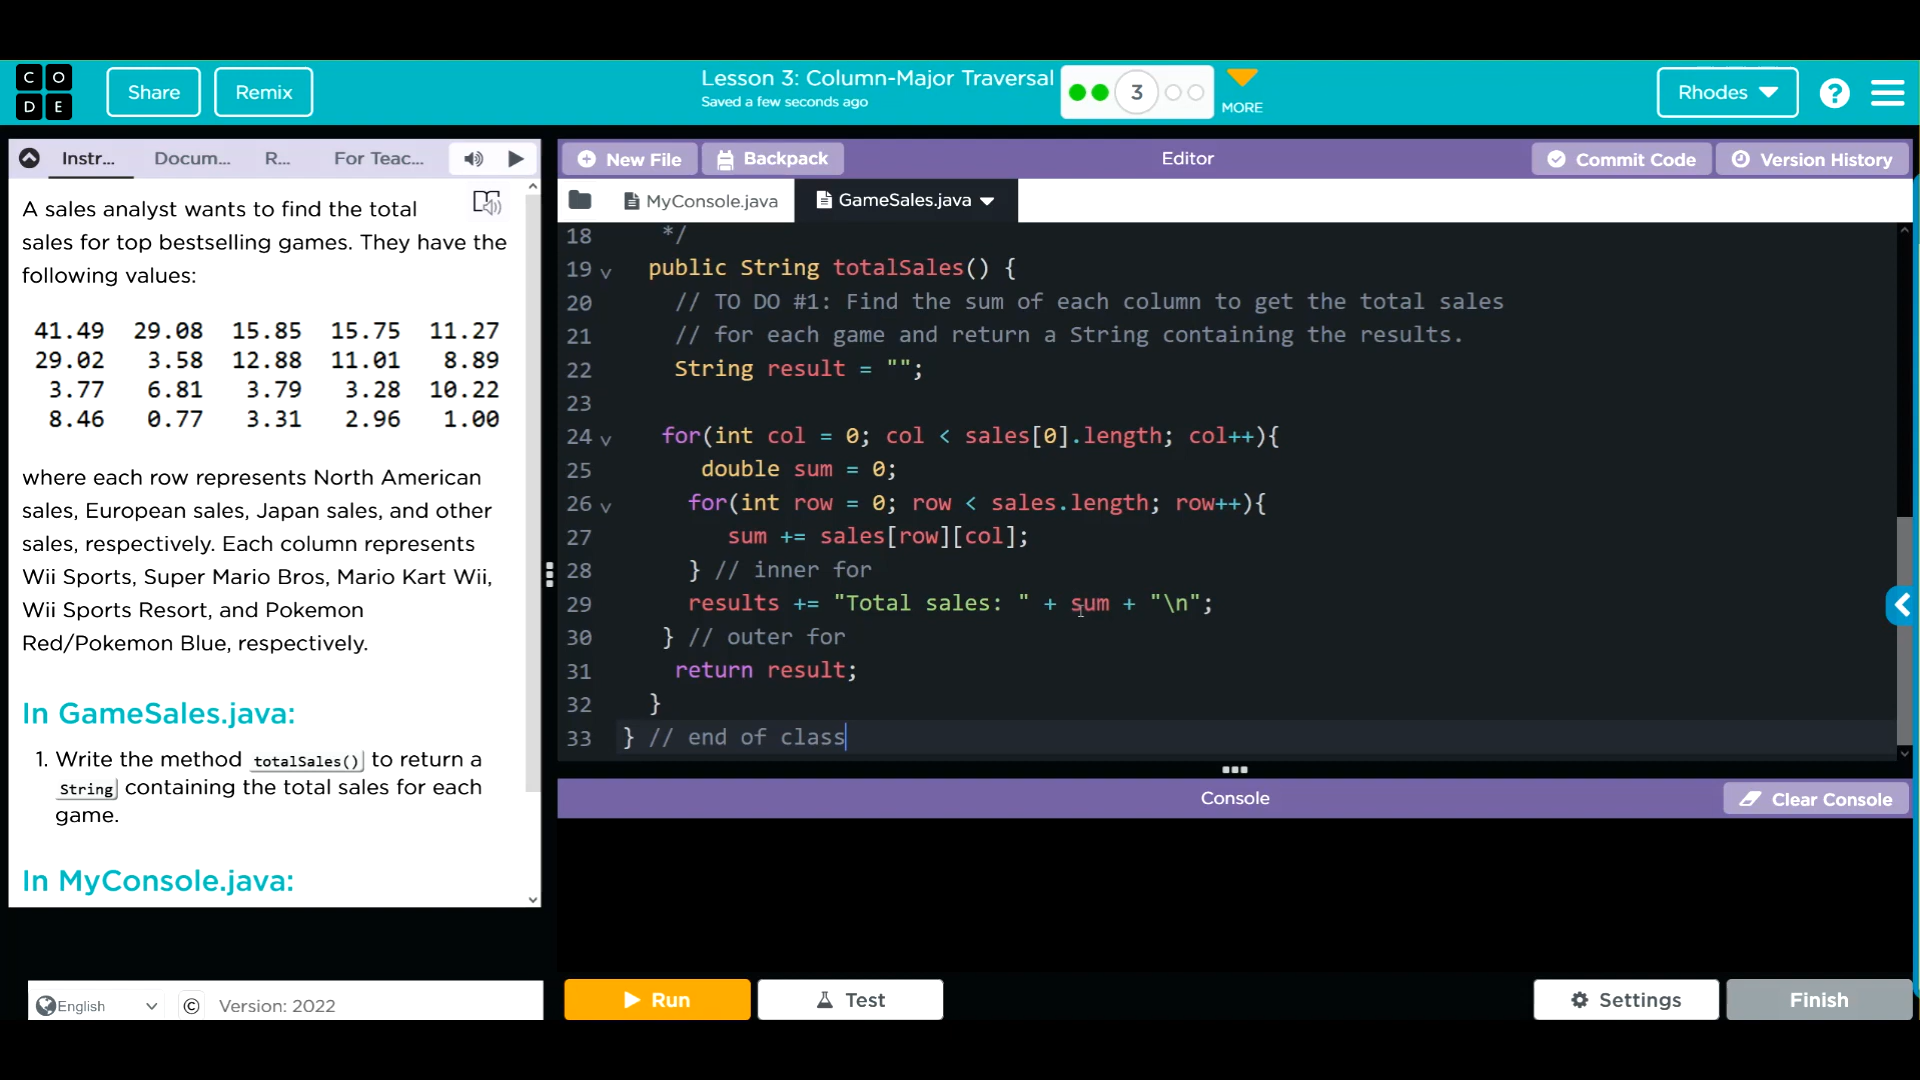 C O
D E
Share
Remix
Lesson 3: Column-Major Traversal
Saved a few seconds ago
3
MORE
Rhodes
?
Instr...
Docum...
R...
For Teac...
A sales analyst wants to find the total
sales for top bestselling games. They have the
following values:
41.49 29.08 15.85 15.75 11.27
29.02 3.58 12.88 11.01 8.89
3.77 6.81 3.79 3.28 10.22
8.46 0.77 3.31 2.96 1.00
where each row represents North American
sales, European sales, Japan sales, and other
sales, respectively. Each column represents
Wii Sports, Super Mario Bros, Mario Kart Wii,
Wii Sports Resort, and Pokemon
Red/Pokemon Blue, respectively.
In GameSales.java:
1. Write the method totalSales() to return a
String containing the total sales for each
game.
In MyConsole.java:
English
© Version: 2022
New File
Backpack
Editor
Commit Code
Version History
MyConsole.java
GameSales.java
18 */
19 public String totalSales() {
20 // TO DO #1: Find the sum of each column to get the total sales
21 // for each game and return a String containing the results.
22 String result = "";
23
24 for(int col = 0; col < sales[0].length; col++){
25 double sum = 0;
26 for(int row = 0; row < sales.length; row++){
27 sum += sales[row][col];
28 } // inner for
29 results += "Total sales: " + sum + "\n";
30 } // outer for
31 return result;
32 }
33 } // end of class
Console
Clear Console
Run
Test
Settings
Finish